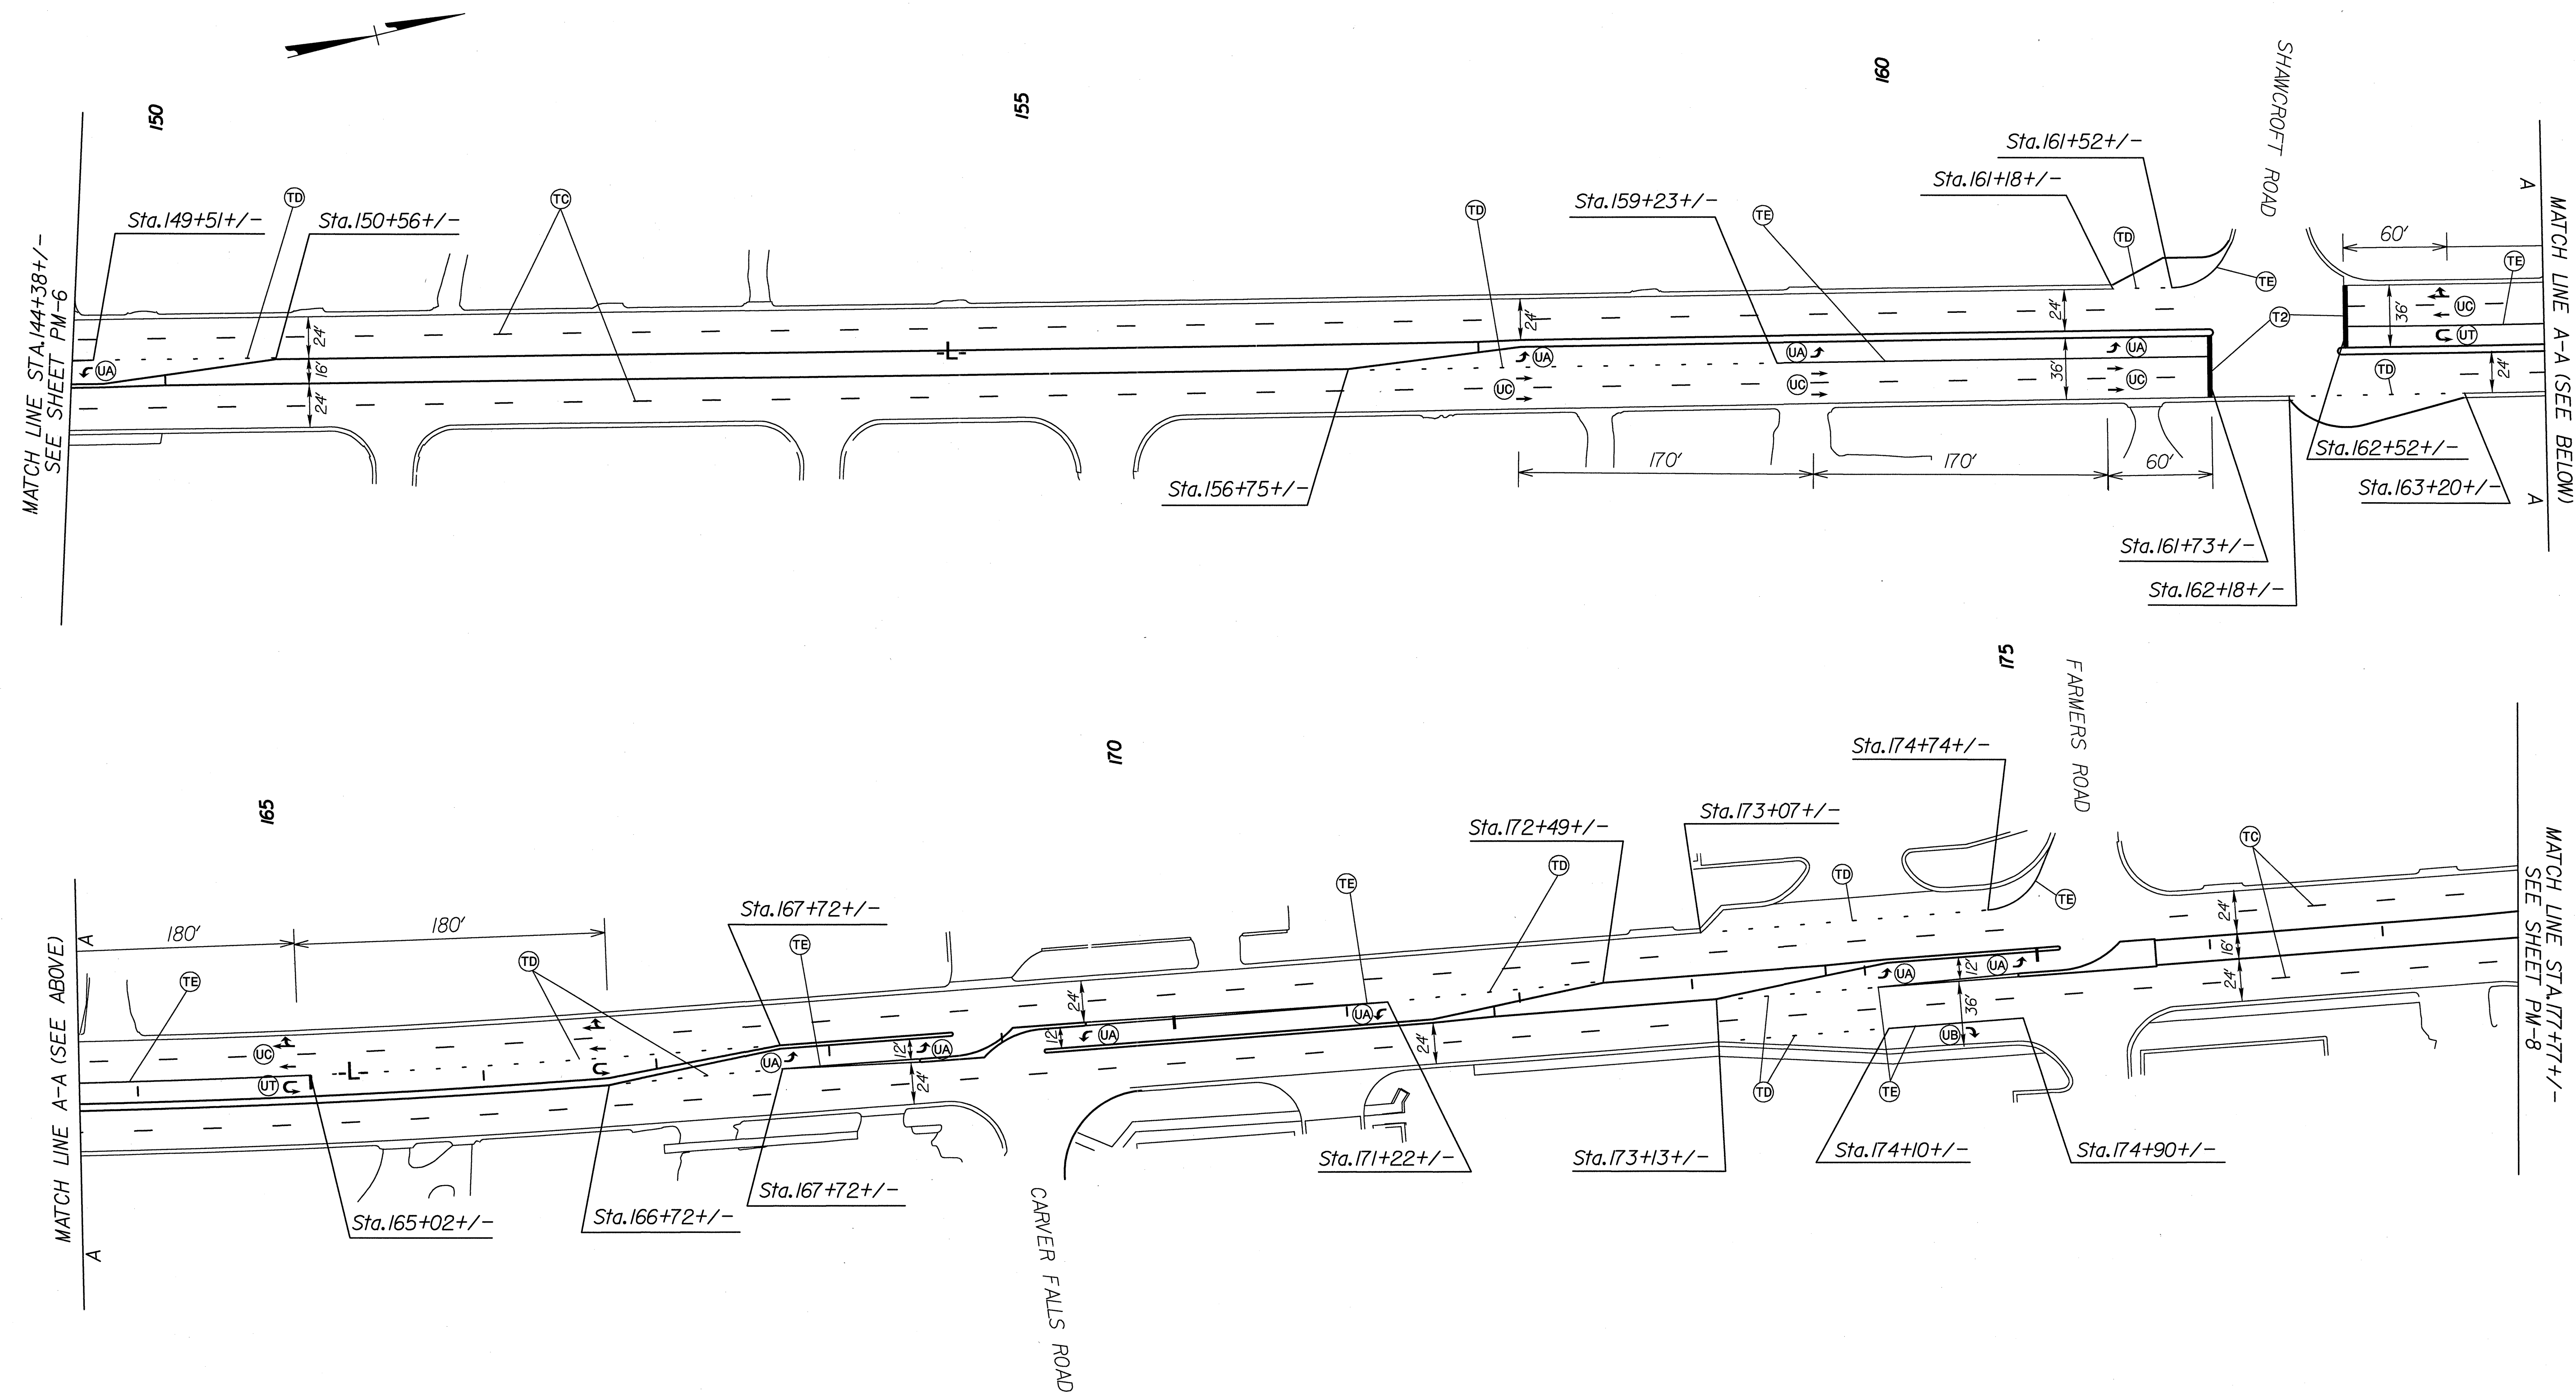 150
155
160
SHAWCROFT ROAD
Sta.161+52+/-
Sta.161+18+/-
Sta.159+23+/-
TD
TC
TD
TE
TD
TE
60'
TE
Sta.149+51+/-
Sta.150+56+/-
MATCH LINE STA.144+38+/-
SEE SHEET PM-6
A
MATCH LINE A-A (SEE BELOW)
A
24'
16'
24'
UA
-L-
24'
UA
UC
UA
UC
24'
36'
UA
UC
T2
36'
UC
UT
TD
24'
170'
170'
60'
Sta.156+75+/-
Sta.162+52+/-
Sta.163+20+/-
Sta.161+73+/-
Sta.162+18+/-
165
170
175
FARMERS ROAD
Sta.174+74+/-
Sta.173+07+/-
Sta.172+49+/-
Sta.167+72+/-
MATCH LINE A-A (SEE ABOVE)
A
A
180'
180'
TE
TD
TE
TE
TD
TD
TE
TC
MATCH LINE STA.177+77+/-
SEE SHEET PM-8
UC
UT
-L-
UA
12'
UA
24'
24'
12'
UA
UA
24'
UA
12'
UA
36'
UB
24'
16'
24'
TD
TE
Sta.165+02+/-
Sta.166+72+/-
Sta.167+72+/-
CARVER FALLS ROAD
Sta.171+22+/-
Sta.173+13+/-
Sta.174+10+/-
Sta.174+90+/-